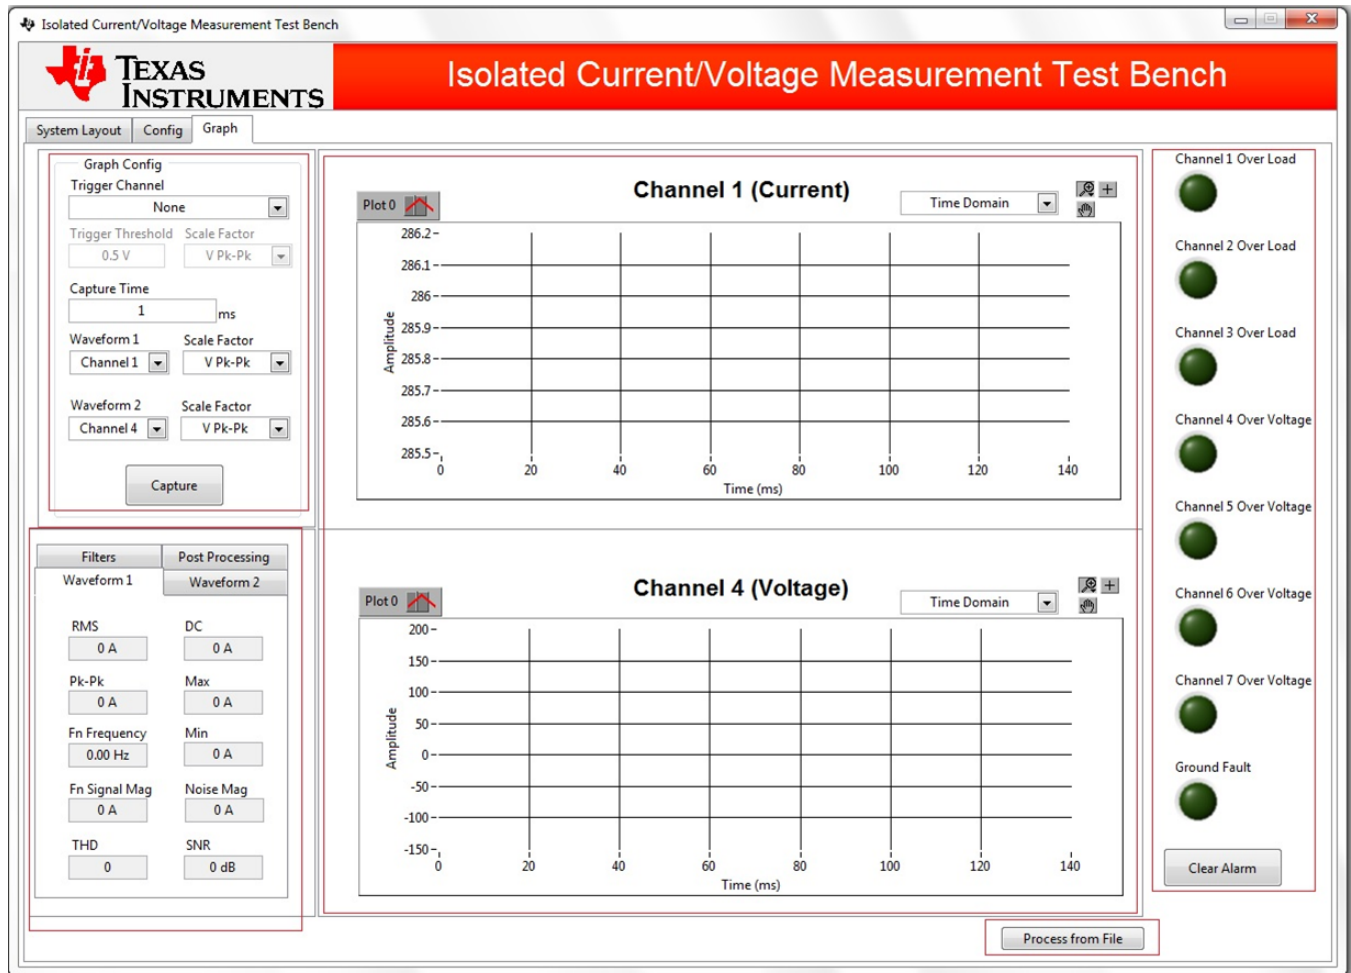 Isolated Current/Voltage Measurement Test Bench
TEXAS
INSTRUMENTS
Isolated Current/Voltage Measurement Test Bench
System Layout Config Graph
Graph Config
Trigger Channel
None
Trigger Threshold Scale Factor
0.5 V V Pk-Pk
Capture Time
1 ms
Waveform 1 Scale Factor
Channel 1 V Pk-Pk
Waveform 2 Scale Factor
Channel 4 V Pk-Pk
Capture
Filters Post Processing
Waveform 1 Waveform 2
RMS DC
0 A 0 A
Pk-Pk Max
0 A 0 A
Fn Frequency Min
0.00 Hz 0 A
Fn Signal Mag Noise Mag
0 A 0 A
THD SNR
0 0 dB
Plot 0 Channel 1 (Current) Time Domain
Amplitude
286.2
286.1
286
285.9
285.8
285.7
285.6
285.5
0 20 40 60 80 100 120 140
Time (ms)
Plot 0 Channel 4 (Voltage) Time Domain
Amplitude
200
150
100
50
0
-50
-100
-150
0 20 40 60 80 100 120 140
Time (ms)
Channel 1 Over Load
Channel 2 Over Load
Channel 3 Over Load
Channel 4 Over Voltage
Channel 5 Over Voltage
Channel 6 Over Voltage
Channel 7 Over Voltage
Ground Fault
Clear Alarm
Process from File